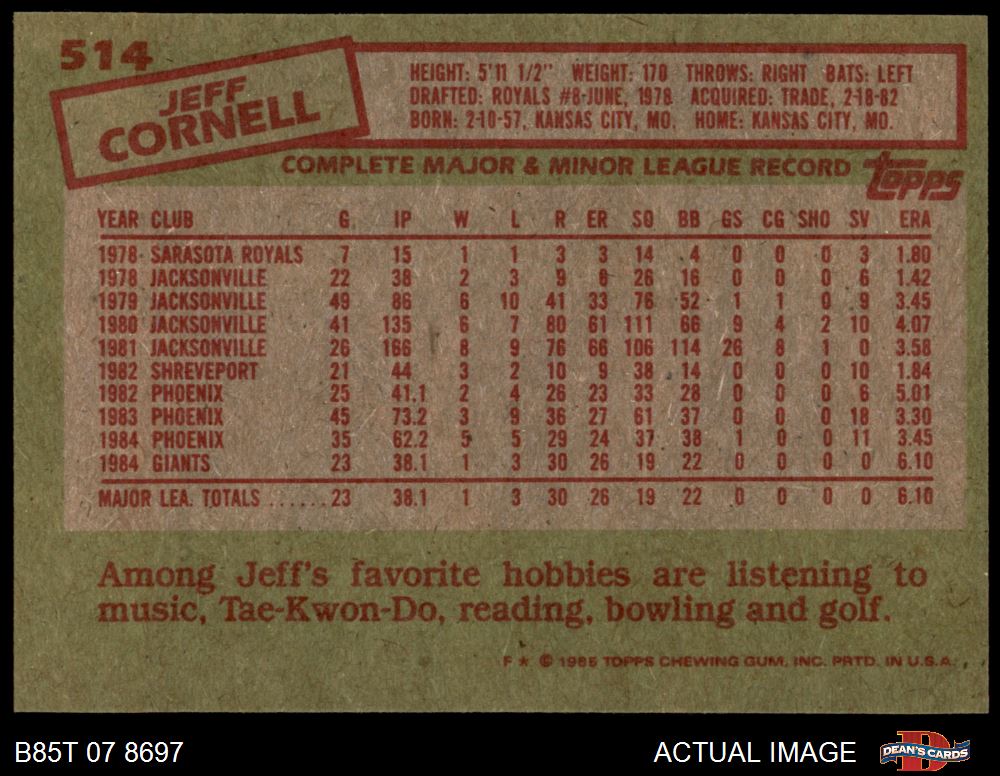 514
JEFF
CORNELL
HEIGHT: 5'11 1/2" WEIGHT: 170 THROWS: RIGHT BATS: LEFT
DRAFTED: ROYALS #8-JUNE, 1978 ACQUIRED: TRADE, 2-18-82
BORN: 2-10-57, KANSAS CITY, MO. HOME: KANSAS CITY, MO.
COMPLETE MAJOR & MINOR LEAGUE RECORD Topps
YEAR CLUB G IP W L R ER SO BB GS CG SHO SV ERA
1978 SARASOTA ROYALS 7 15 1 1 3 3 14 4 0 0 0 3 1.80
1978 JACKSONVILLE 22 38 2 3 9 6 26 16 0 0 0 6 1.42
1979 JACKSONVILLE 49 86 6 10 41 33 76 52 1 1 0 9 3.45
1980 JACKSONVILLE 41 135 6 7 80 61 111 66 9 4 2 10 4.07
1981 JACKSONVILLE 26 166 8 9 76 66 106 114 26 8 1 0 3.58
1982 SHREVEPORT 21 44 3 2 10 9 38 14 0 0 0 10 1.84
1982 PHOENIX 25 41.1 2 4 26 23 33 28 0 0 0 6 5.01
1983 PHOENIX 45 73.2 3 9 36 27 61 37 0 0 0 18 3.30
1984 PHOENIX 35 62.2 5 5 29 24 37 38 1 0 0 11 3.45
1984 GIANTS 23 38.1 1 3 30 26 19 22 0 0 0 0 6.10
MAJOR LEA. TOTALS ......23 38.1 1 3 30 26 19 22 0 0 0 0 6.10
Among Jeff's favorite hobbies are listening to
music, Tae-Kwon-Do, reading, bowling and golf.
F ★ © 1985 TOPPS CHEWING GUM, INC. PRTD. IN U.S.A.
B85T 07 8697 ACTUAL IMAGE DEAN'S CARDS